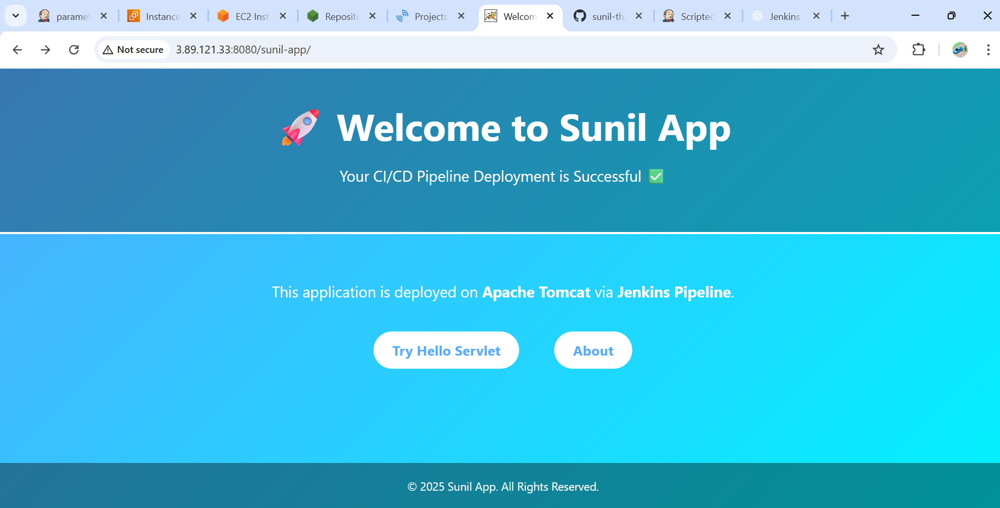 paramet
Instance
EC2 Inst
Reposito
Projects
Welcom
sunil-th/
Scripted
Jenkins
Not secure
3.89.121.33:8080/sunil-app/
🚀 Welcome to Sunil App
Your CI/CD Pipeline Deployment is Successful ✅
This application is deployed on Apache Tomcat via Jenkins Pipeline.
Try Hello Servlet
About
© 2025 Sunil App. All Rights Reserved.